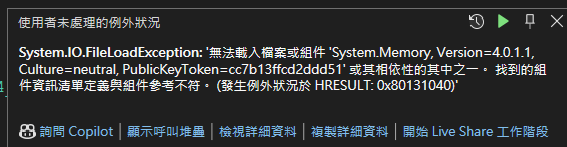 使用者未處理的例外狀況
System.IO.FileLoadException: '無法載入檔案或組件 'System.Memory, Version=4.0.1.1,
Culture=neutral, PublicKeyToken=cc7b13ffcd2ddd51' 或其相依性的其中之一。 找到的組
件資訊清單定義與組件參考不符。 (發生例外狀況於 HRESULT: 0x80131040)'
詢問 Copilot | 顯示呼叫堆疊 | 檢視詳細資料 | 複製詳細資料 | 開始 Live Share 工作階段